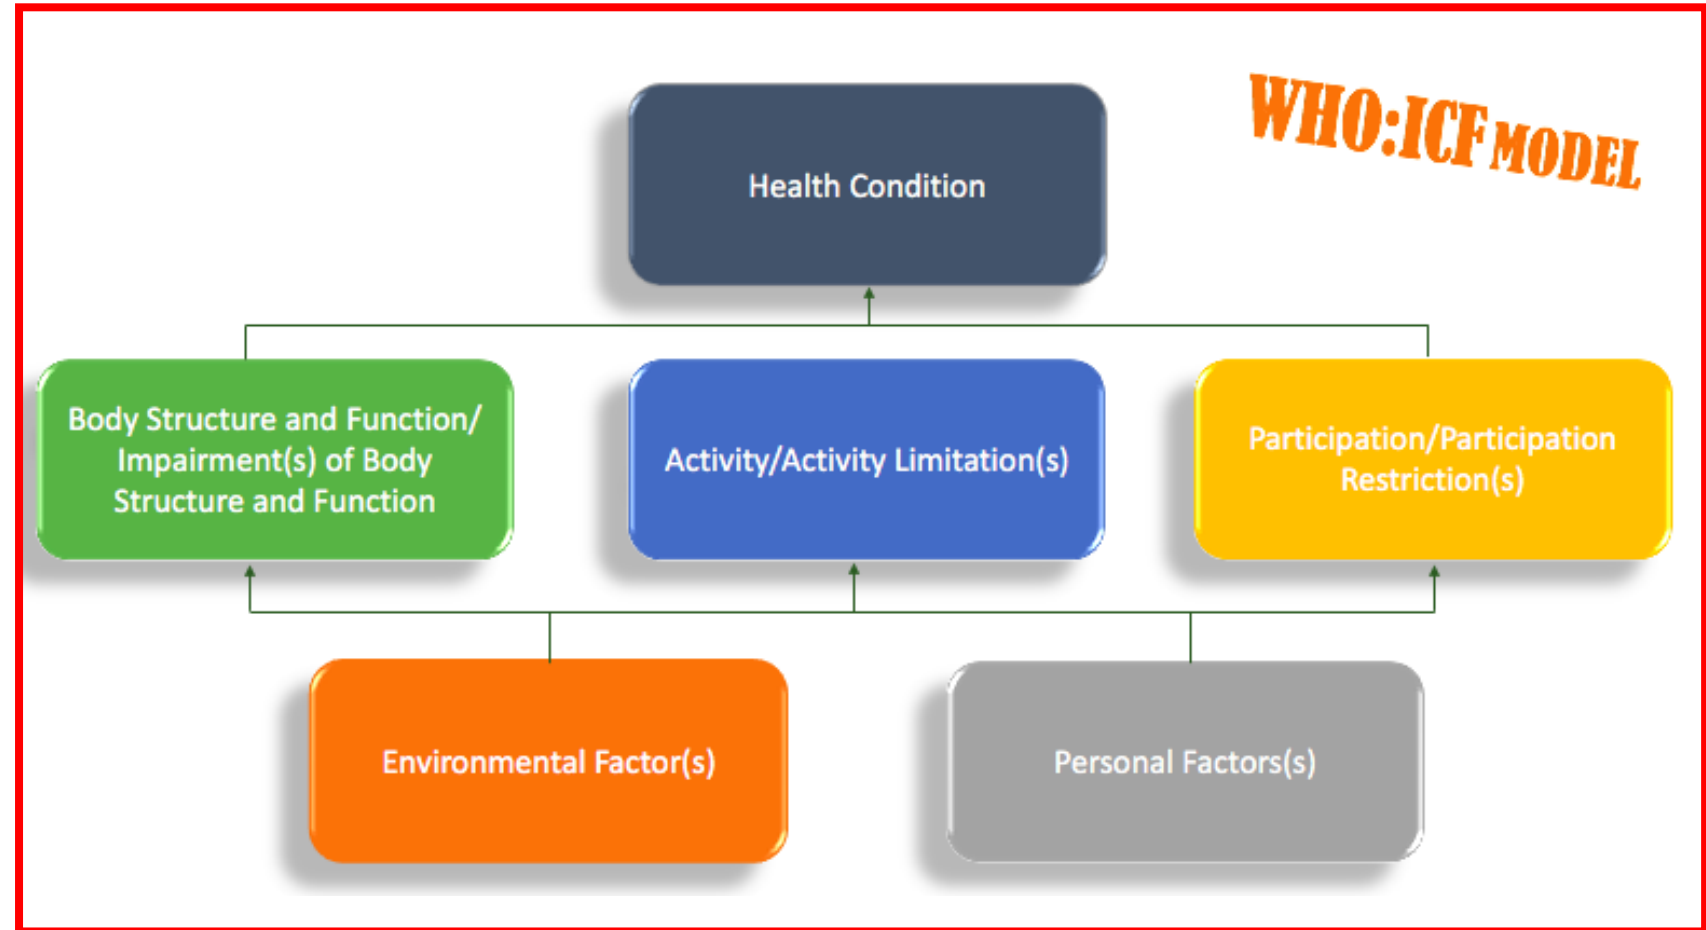 WHO:ICF MODEL
Health Condition
Body Structure and Function/
Impairment(s) of Body
Structure and Function
Activity/Activity Limitation(s)
Participation/Participation
Restriction(s)
Environmental Factor(s)
Personal Factors(s)